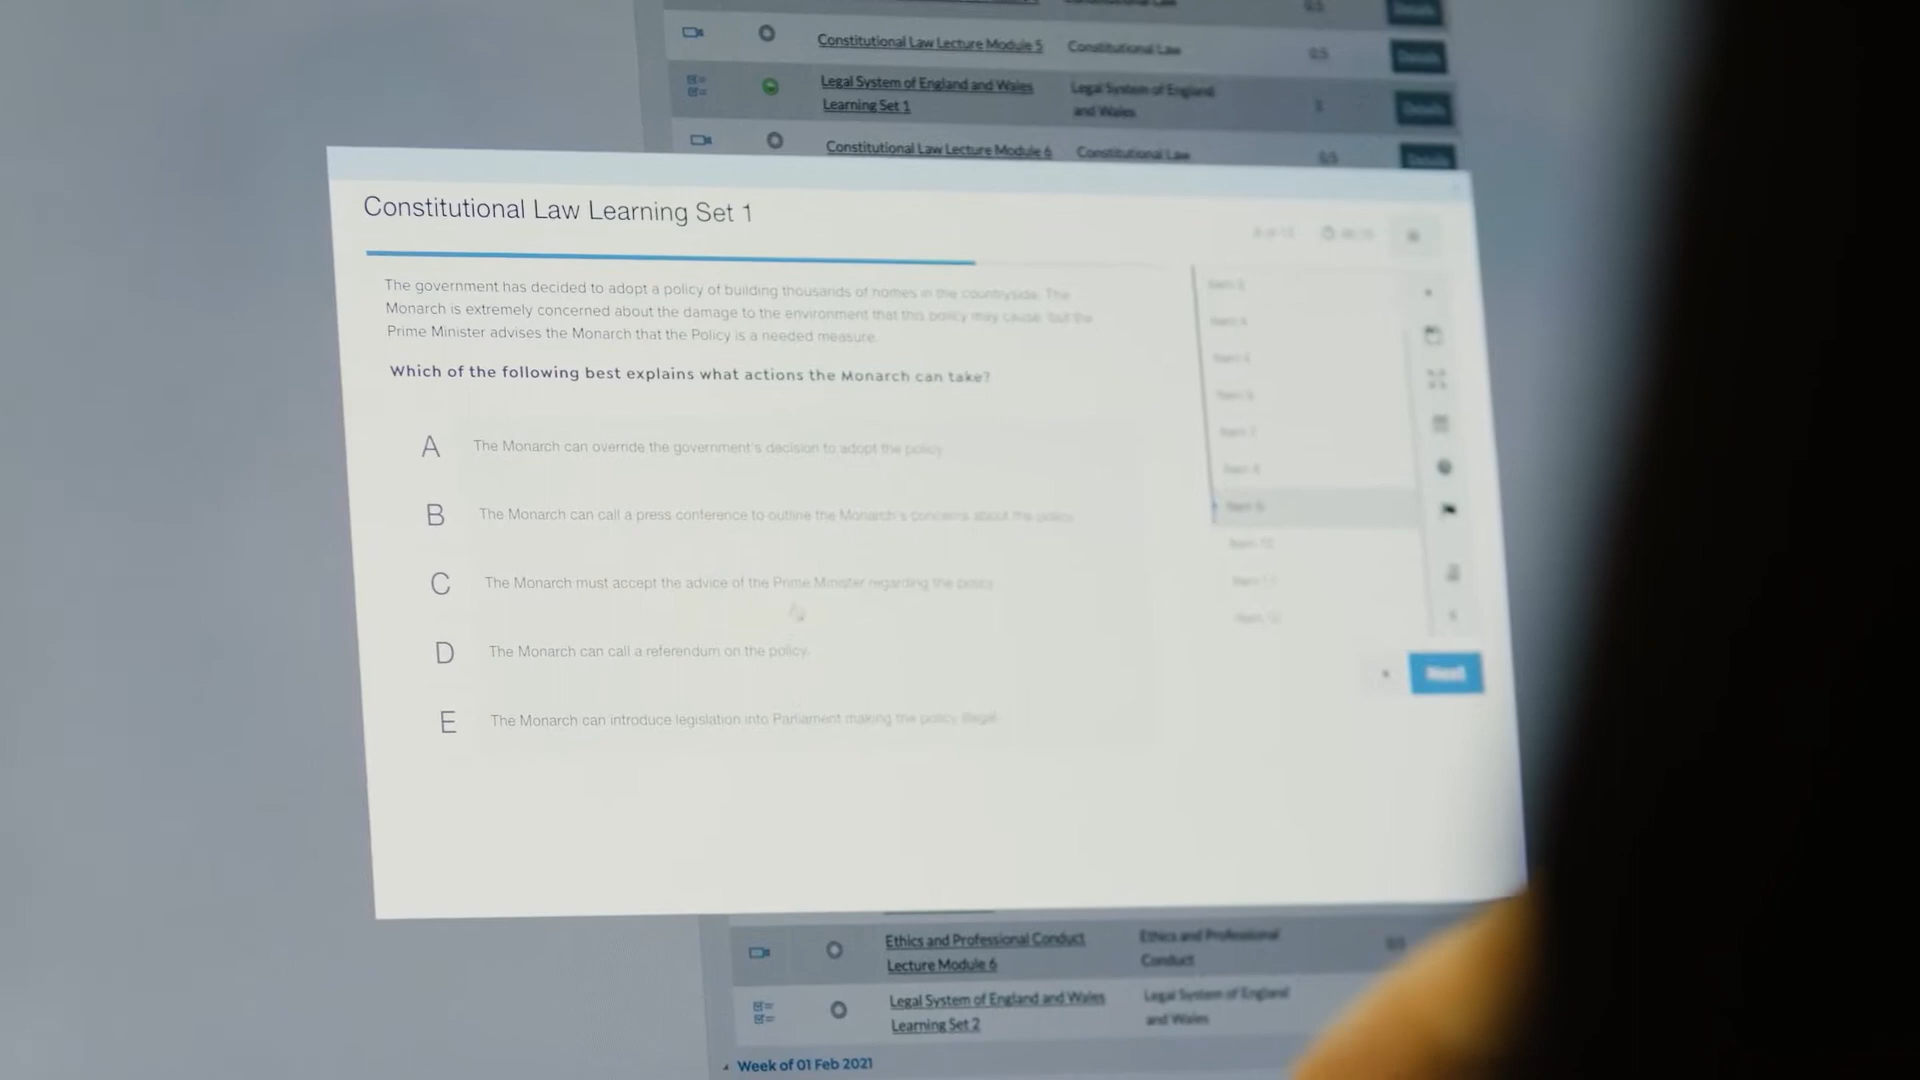 Constitutional Law Lecture Module 5 Constitutional Law 0.5 Details
Legal System of England and Wales Legal System of England
Learning Set 1 and Wales Details
Constitutional Law Lecture Module 6 Constitutional Law 0.5 Details
Constitutional Law Learning Set 1
The government has decided to adopt a policy of building thousands of homes in the countryside. The
Monarch is extremely concerned about the damage to the environment that this policy may cause, but the
Prime Minister advises the Monarch that the Policy is a needed measure.
Which of the following best explains what actions the Monarch can take?
A The Monarch can override the government's decision to adopt the policy
B The Monarch can call a press conference to outline the Monarch's concerns about the policy
C The Monarch must accept the advice of the Prime Minister regarding the policy
D The Monarch can call a referendum on the policy.
E The Monarch can introduce legislation into Parliament making the policy illegal
Next
Ethics and Professional Conduct Ethics and Professional
Lecture Module 6 Conduct
Legal System of England and Wales Legal System of England
Learning Set 2 and Wales
Week of 01 Feb 2021